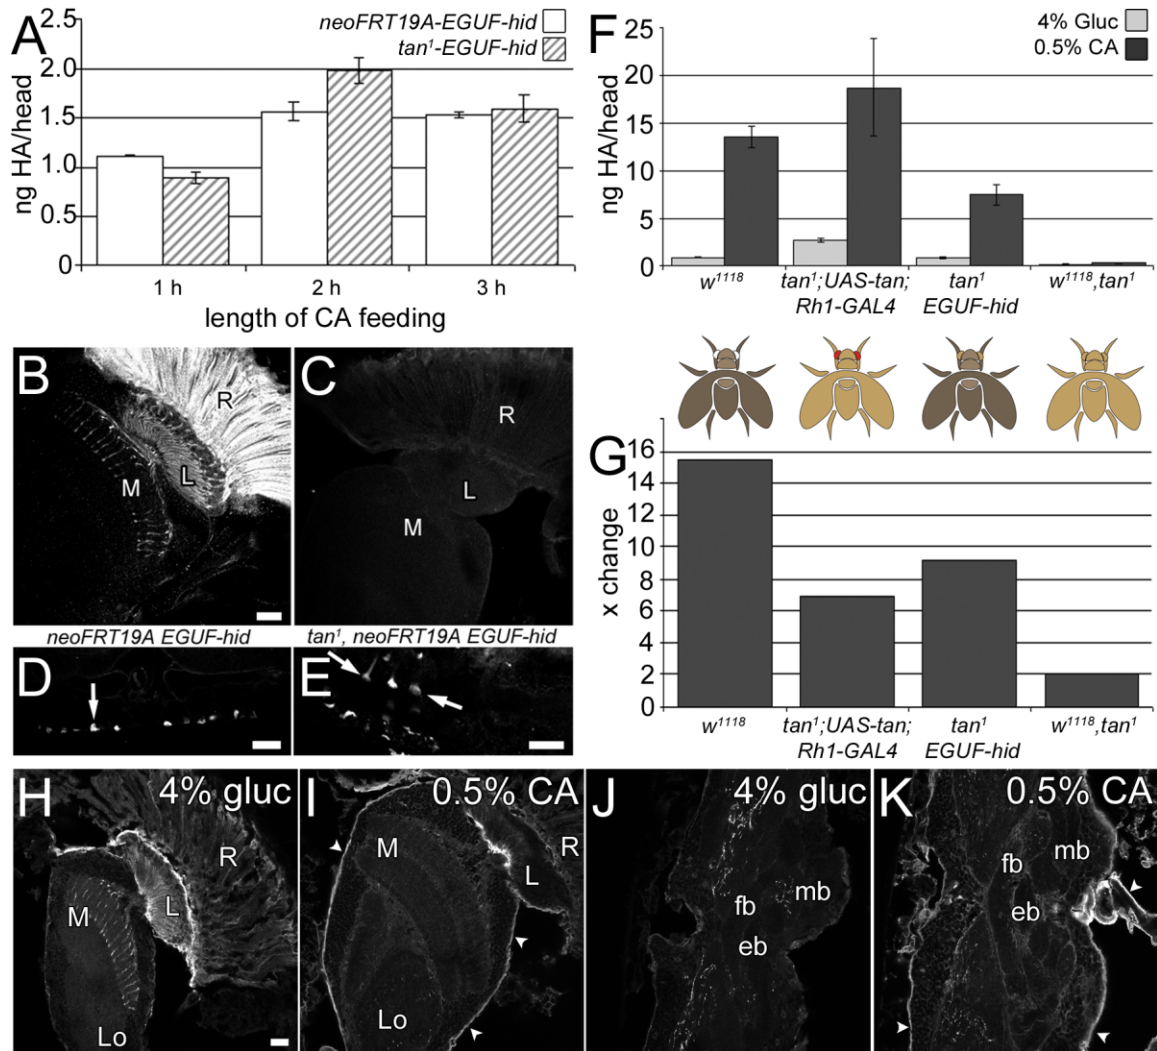 A
neoFRT19A-EGUF-hid
tan¹-EGUF-hid
ng HA/head
2.5
2.0
1.5
1.0
0.5
0
1 h 2 h 3 h
length of CA feeding
F
4% Gluc
0.5% CA
ng HA/head
25
20
15
10
5
0
w¹¹¹⁸ tan¹;UAS-tan; tan¹ w¹¹¹⁸,tan¹
Rh1-GAL4 EGUF-hid
B
R
L
M
C
R
L
M
neoFRT19A EGUF-hid
tan¹, neoFRT19A EGUF-hid
D
E
G
x change
16
14
12
10
8
6
4
2
0
w¹¹¹⁸ tan¹;UAS-tan; tan¹ w¹¹¹⁸,tan¹
Rh1-GAL4 EGUF-hid
H 4% gluc
R
L
M
Lo
I 0.5% CA
M
R
L
Lo
J 4% gluc
fb mb
eb
K 0.5% CA
fb mb
eb